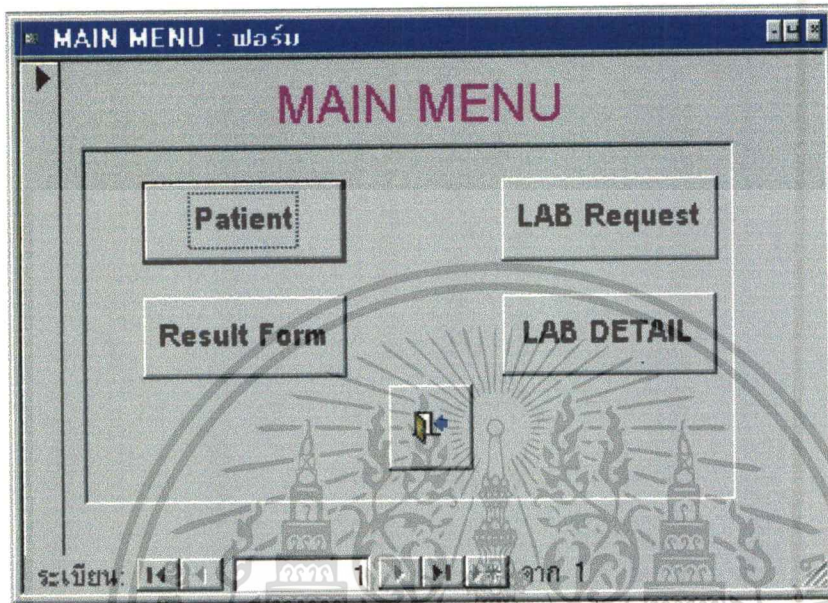 MAIN MENU : ฟอร์ม
MAIN MENU
Patient LAB Request
Result Form LAB DETAIL
ระเบียน: 1 จาก 1